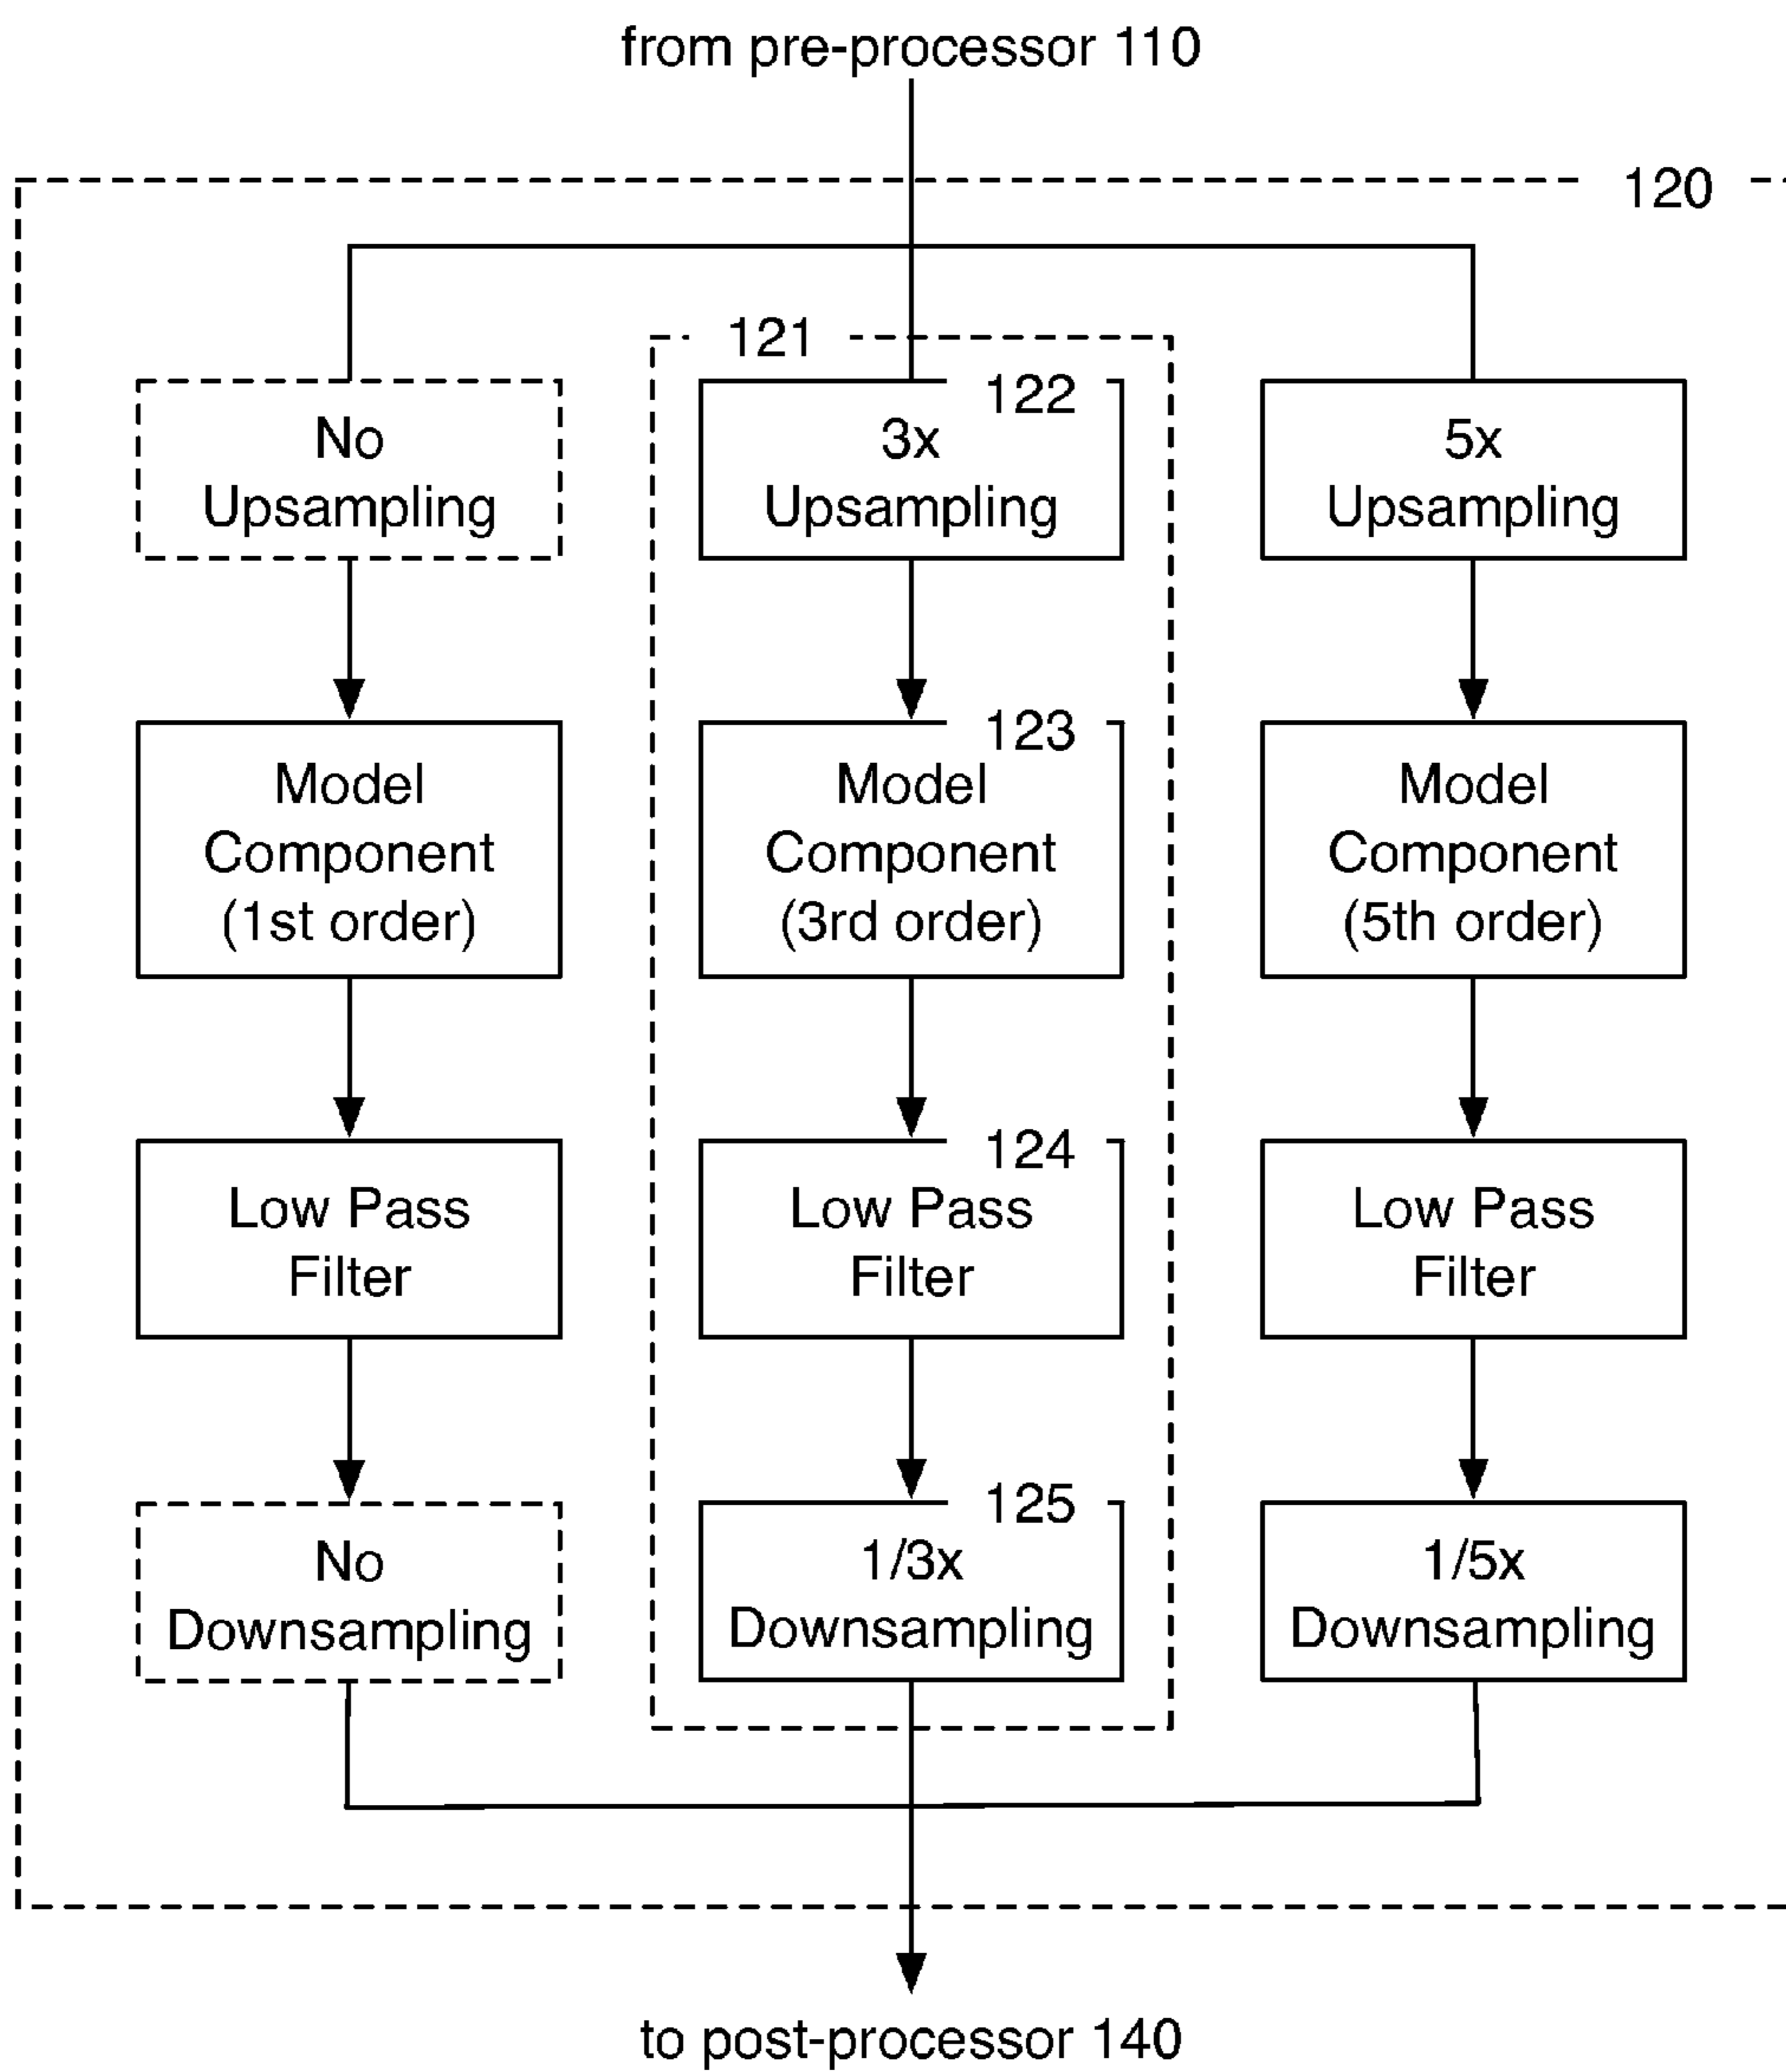 from pre-processor 110
120
121
No
Upsampling
122
3x
Upsampling
5x
Upsampling
Model
Component
(1st order)
123
Model
Component
(3rd order)
Model
Component
(5th order)
Low Pass
Filter
124
Low Pass
Filter
Low Pass
Filter
No
Downsampling
125
1/3x
Downsampling
1/5x
Downsampling
to post-processor 140